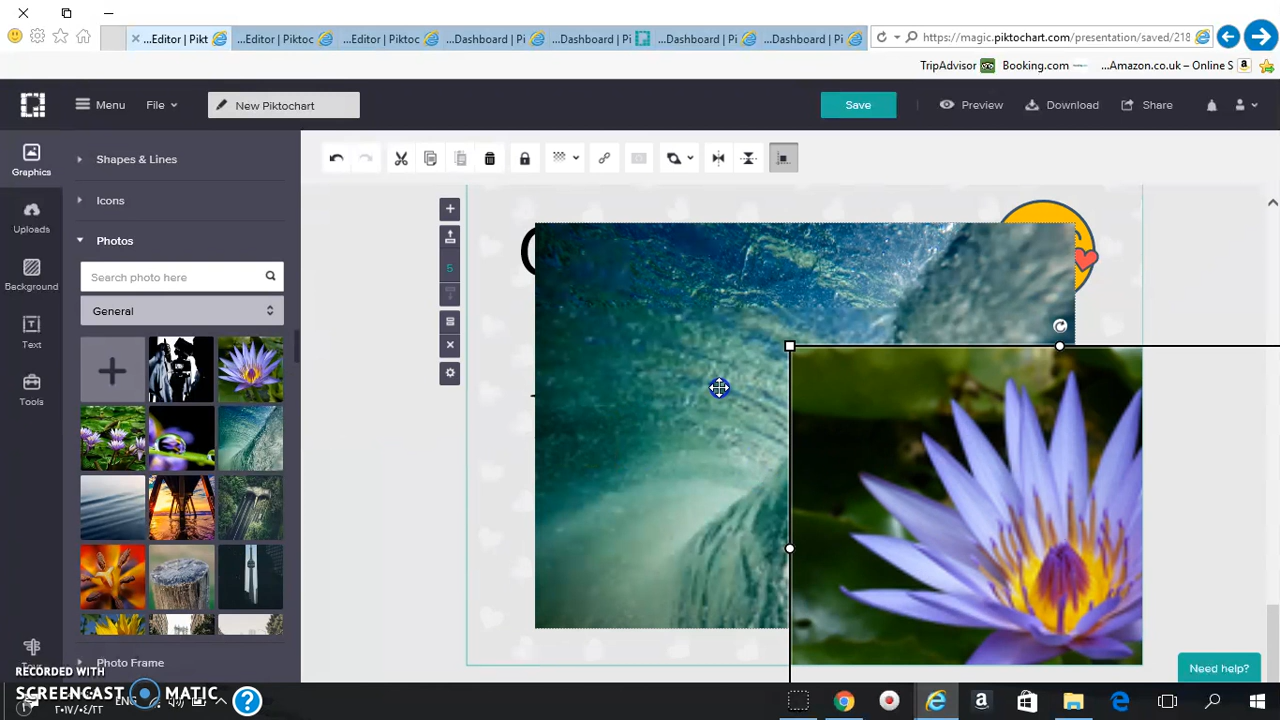 ...Editor | Pikt
...Editor | Piktoc
...Editor | Piktoc
...Dashboard | Pi
...Dashboard | Pi
...Dashboard | Pi
...Dashboard | Pi
https://magic.piktochart.com/presentation/saved/218
TripAdvisor
Booking.com
...Amazon.co.uk – Online S
Menu
File
New Piktochart
Save
Preview
Download
Share
Graphics
Uploads
Background
Text
Tools
Shapes & Lines
Icons
Photos
Search photo here
General
Photo Frame
5
Need help?
RECORDED WITH
SCREENCAST MATIC